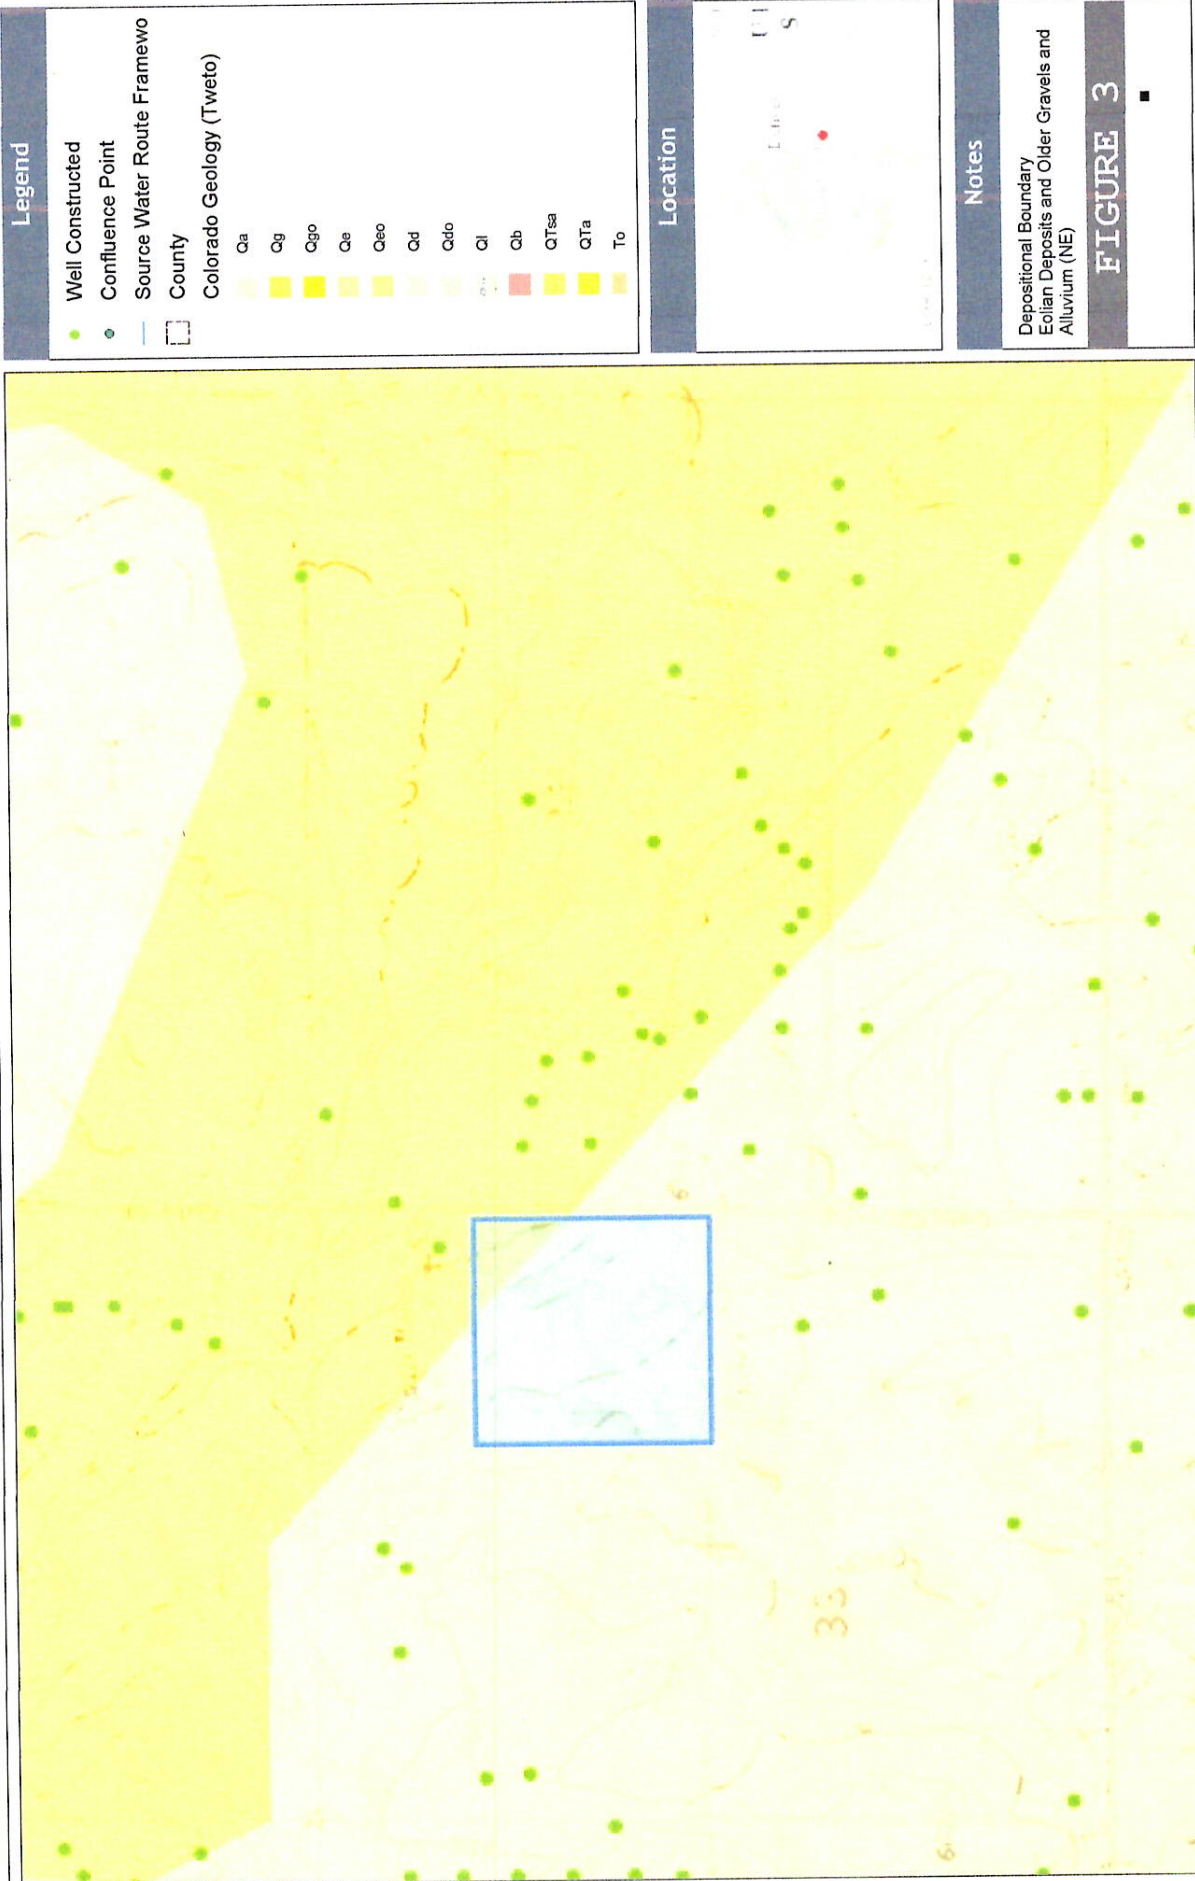 Legend
Well Constructed
Confluence Point
Source Water Route Framewo
County
Colorado Geology (Tweto)
Qa
Qg
Qgo
Qe
Qeo
Qd
Qdo
Ql
Qb
QTsa
QTa
To
Location
Notes
Depositional Boundary
Eolian Deposits and Older Gravels and
Alluvium (NE)
FIGURE 3
6
33
6